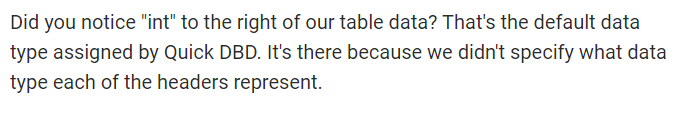 Did you notice "int" to the right of our table data? That's the default data
type assigned by Quick DBD. It's there because we didn't specify what data
type each of the headers represent.